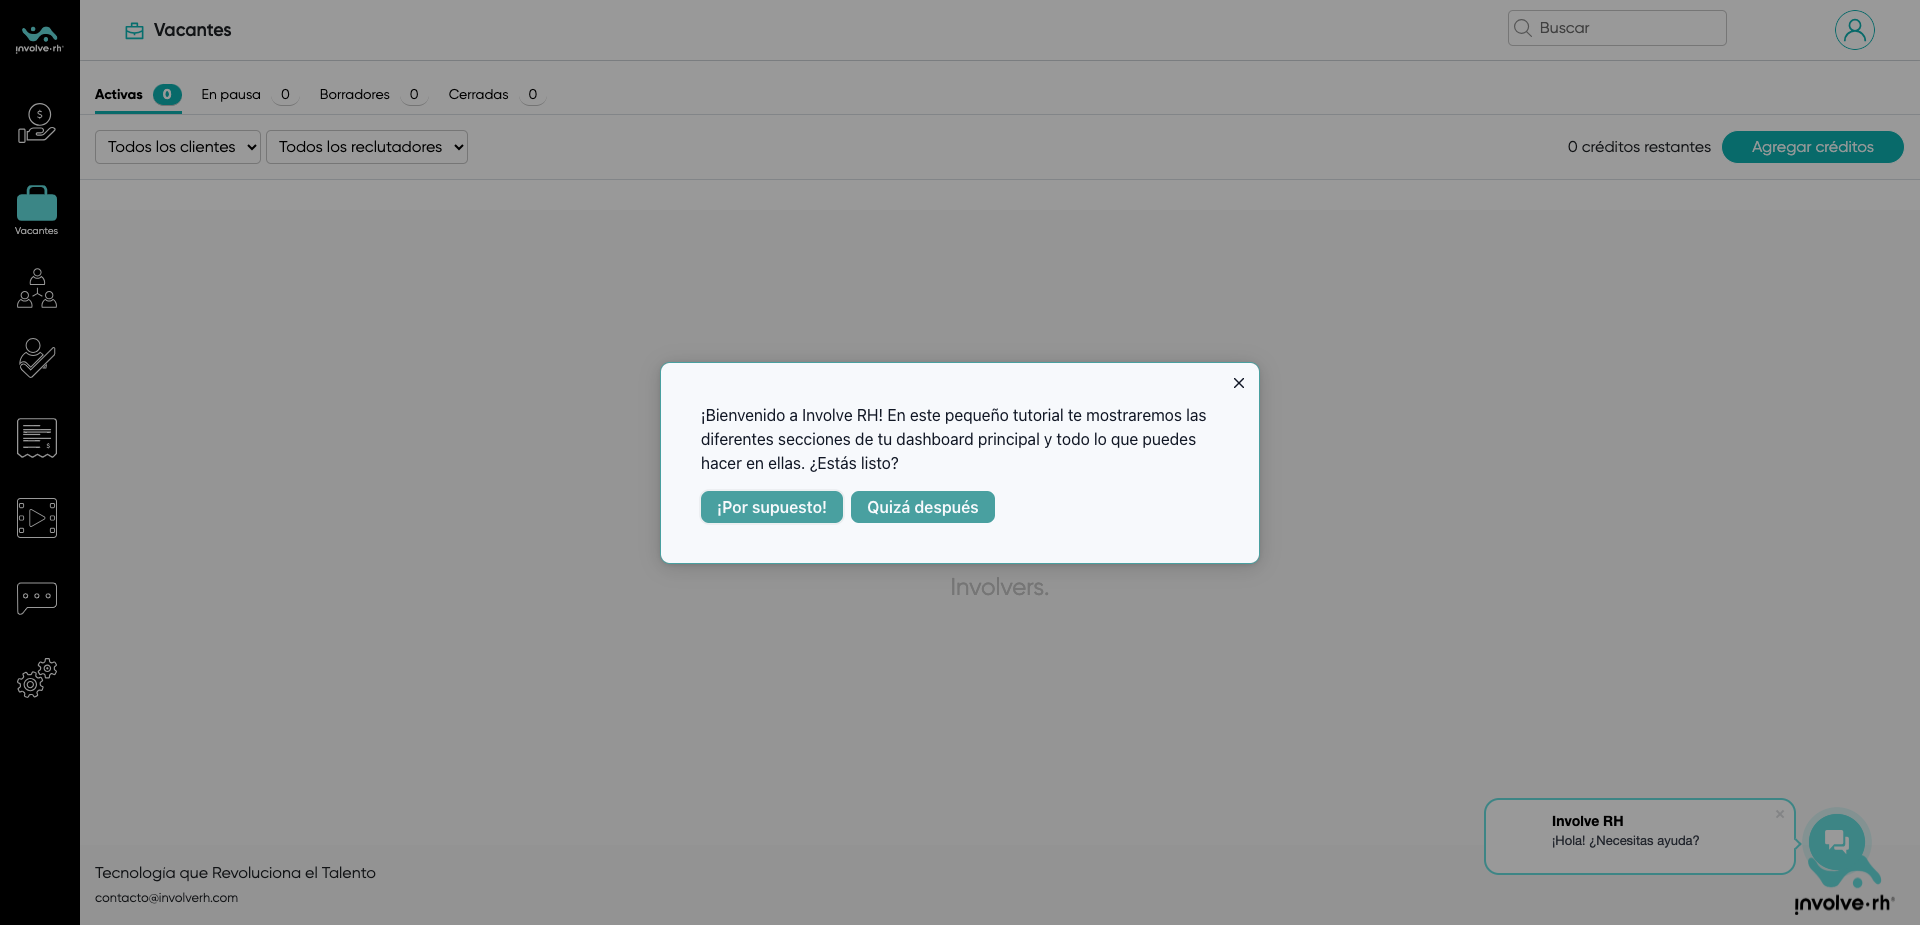 involve·rh
Vacantes
Buscar
Activas 0 En pausa 0 Borradores 0 Cerradas 0
Todos los clientes Todos los reclutadores 0 créditos restantes Agregar créditos
Vacantes
¡Bienvenido a Involve RH! En este pequeño tutorial te mostraremos las
diferentes secciones de tu dashboard principal y todo lo que puedes
hacer en ellas. ¿Estás listo?
¡Por supuesto! Quizá después
Involvers.
Involve RH
¡Hola! ¿Necesitas ayuda?
Tecnología que Revoluciona el Talento
contacto@involverh.com
involve·rh